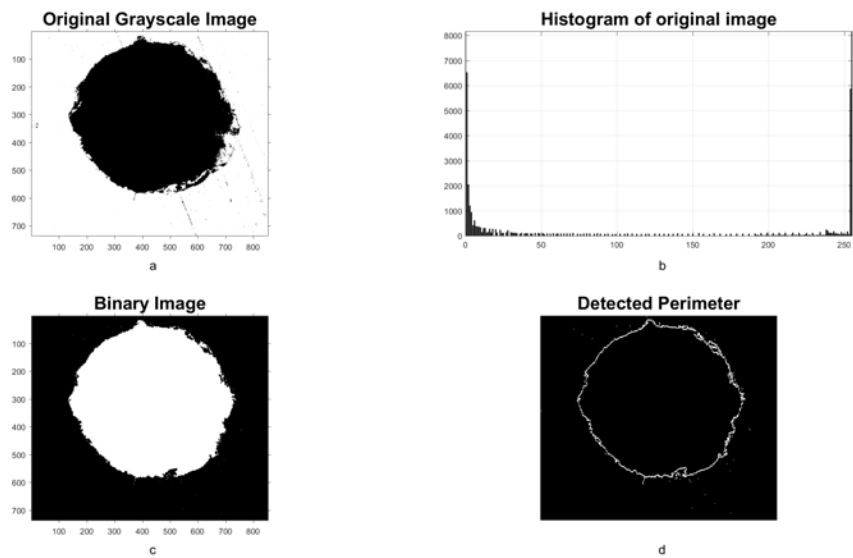 Original Grayscale Image
100
200
300
400
500
600
700
100 200 300 400 500 600 700 800
a
Histogram of original image
8000
7000
6000
5000
4000
3000
2000
1000
0
0 50 100 150 200 250
b
Binary Image
100
200
300
400
500
600
700
100 200 300 400 500 600 700 800
c
Detected Perimeter
d